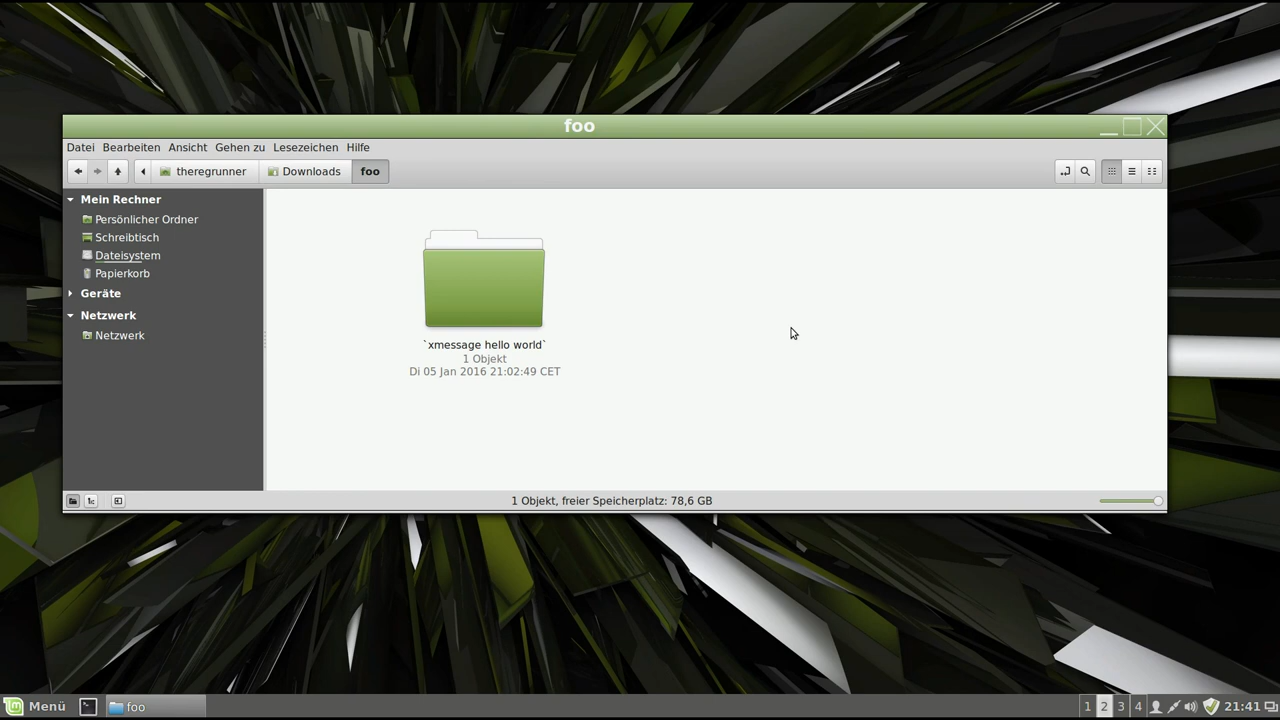 foo
Datei Bearbeiten Ansicht Gehen zu Lesezeichen Hilfe
theregrunner Downloads foo
Mein Rechner
Persönlicher Ordner
Schreibtisch
Dateisystem
Papierkorb
Geräte
Netzwerk
Netzwerk
`xmessage hello world`
1 Objekt
Di 05 Jan 2016 21:02:49 CET
1 Objekt, freier Speicherplatz: 78,6 GB
Menü foo 1 2 3 4 21:41